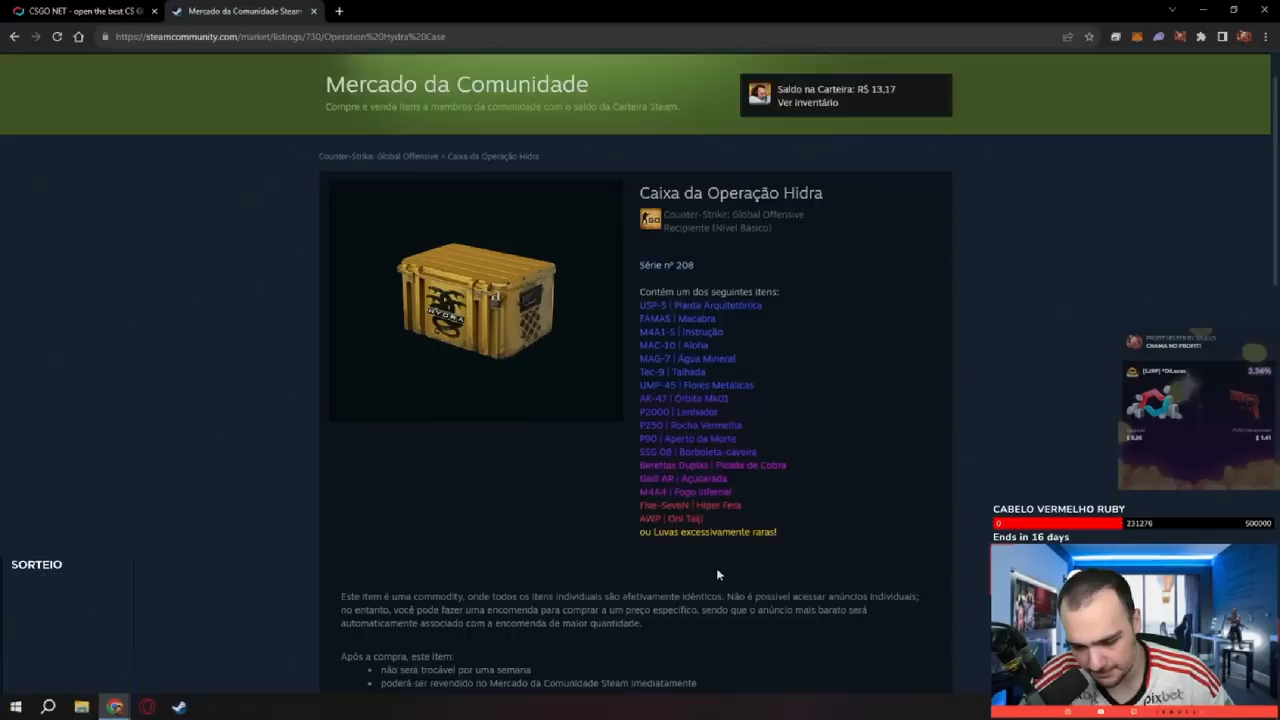 CSGO NET - open the best CS G
Mercado da Comunidade Steam
https://steamcommunity.com/market/listings/730/Operation%20Hydra%20Case
Mercado da Comunidade
Compre e venda itens a membros da comunidade com o saldo da Carteira Steam.
Saldo na Carteira: R$ 13,17
Ver inventário
Counter-Strike: Global Offensive > Caixa da Operação Hidra
Caixa da Operação Hidra
Counter-Strike: Global Offensive
Recipiente (Nível Básico)
Série nº 208
Contém um dos seguintes itens:
USP-S | Planta Arquitetônica
FAMAS | Macabra
M4A1-S | Instrução
MAC-10 | Aloha
MAG-7 | Água Mineral
Tec-9 | Talhada
UMP-45 | Flores Metálicas
AK-47 | Órbita Mk01
P2000 | Lenhador
P250 | Rocha Vermelha
P90 | Aperto da Morte
SSG 08 | Borboleta-caveira
Berettas Duplas | Picada de Cobra
Galil AR | Açucarada
M4A4 | Fogo Infernal
Five-SeveN | Hiper Fera
AWP | Oni Taiji
ou Luvas excessivamente raras!
HYDRA
Este item é uma commodity, onde todos os itens individuais são efetivamente idênticos. Não é possível acessar anúncios individuais;
no entanto, você pode fazer uma encomenda para comprar a um preço específico, sendo que o anúncio mais barato será
automaticamente associado com a encomenda de maior quantidade.
Após a compra, este item:
não será trocável por uma semana
poderá ser revendido no Mercado da Comunidade Steam imediatamente
SORTEIO
CHAMA NO PROFIT!
2.36%
$ 1.41
CABELO VERMELHO RUBY
0 231276 500000
Ends in 16 days
pixbet